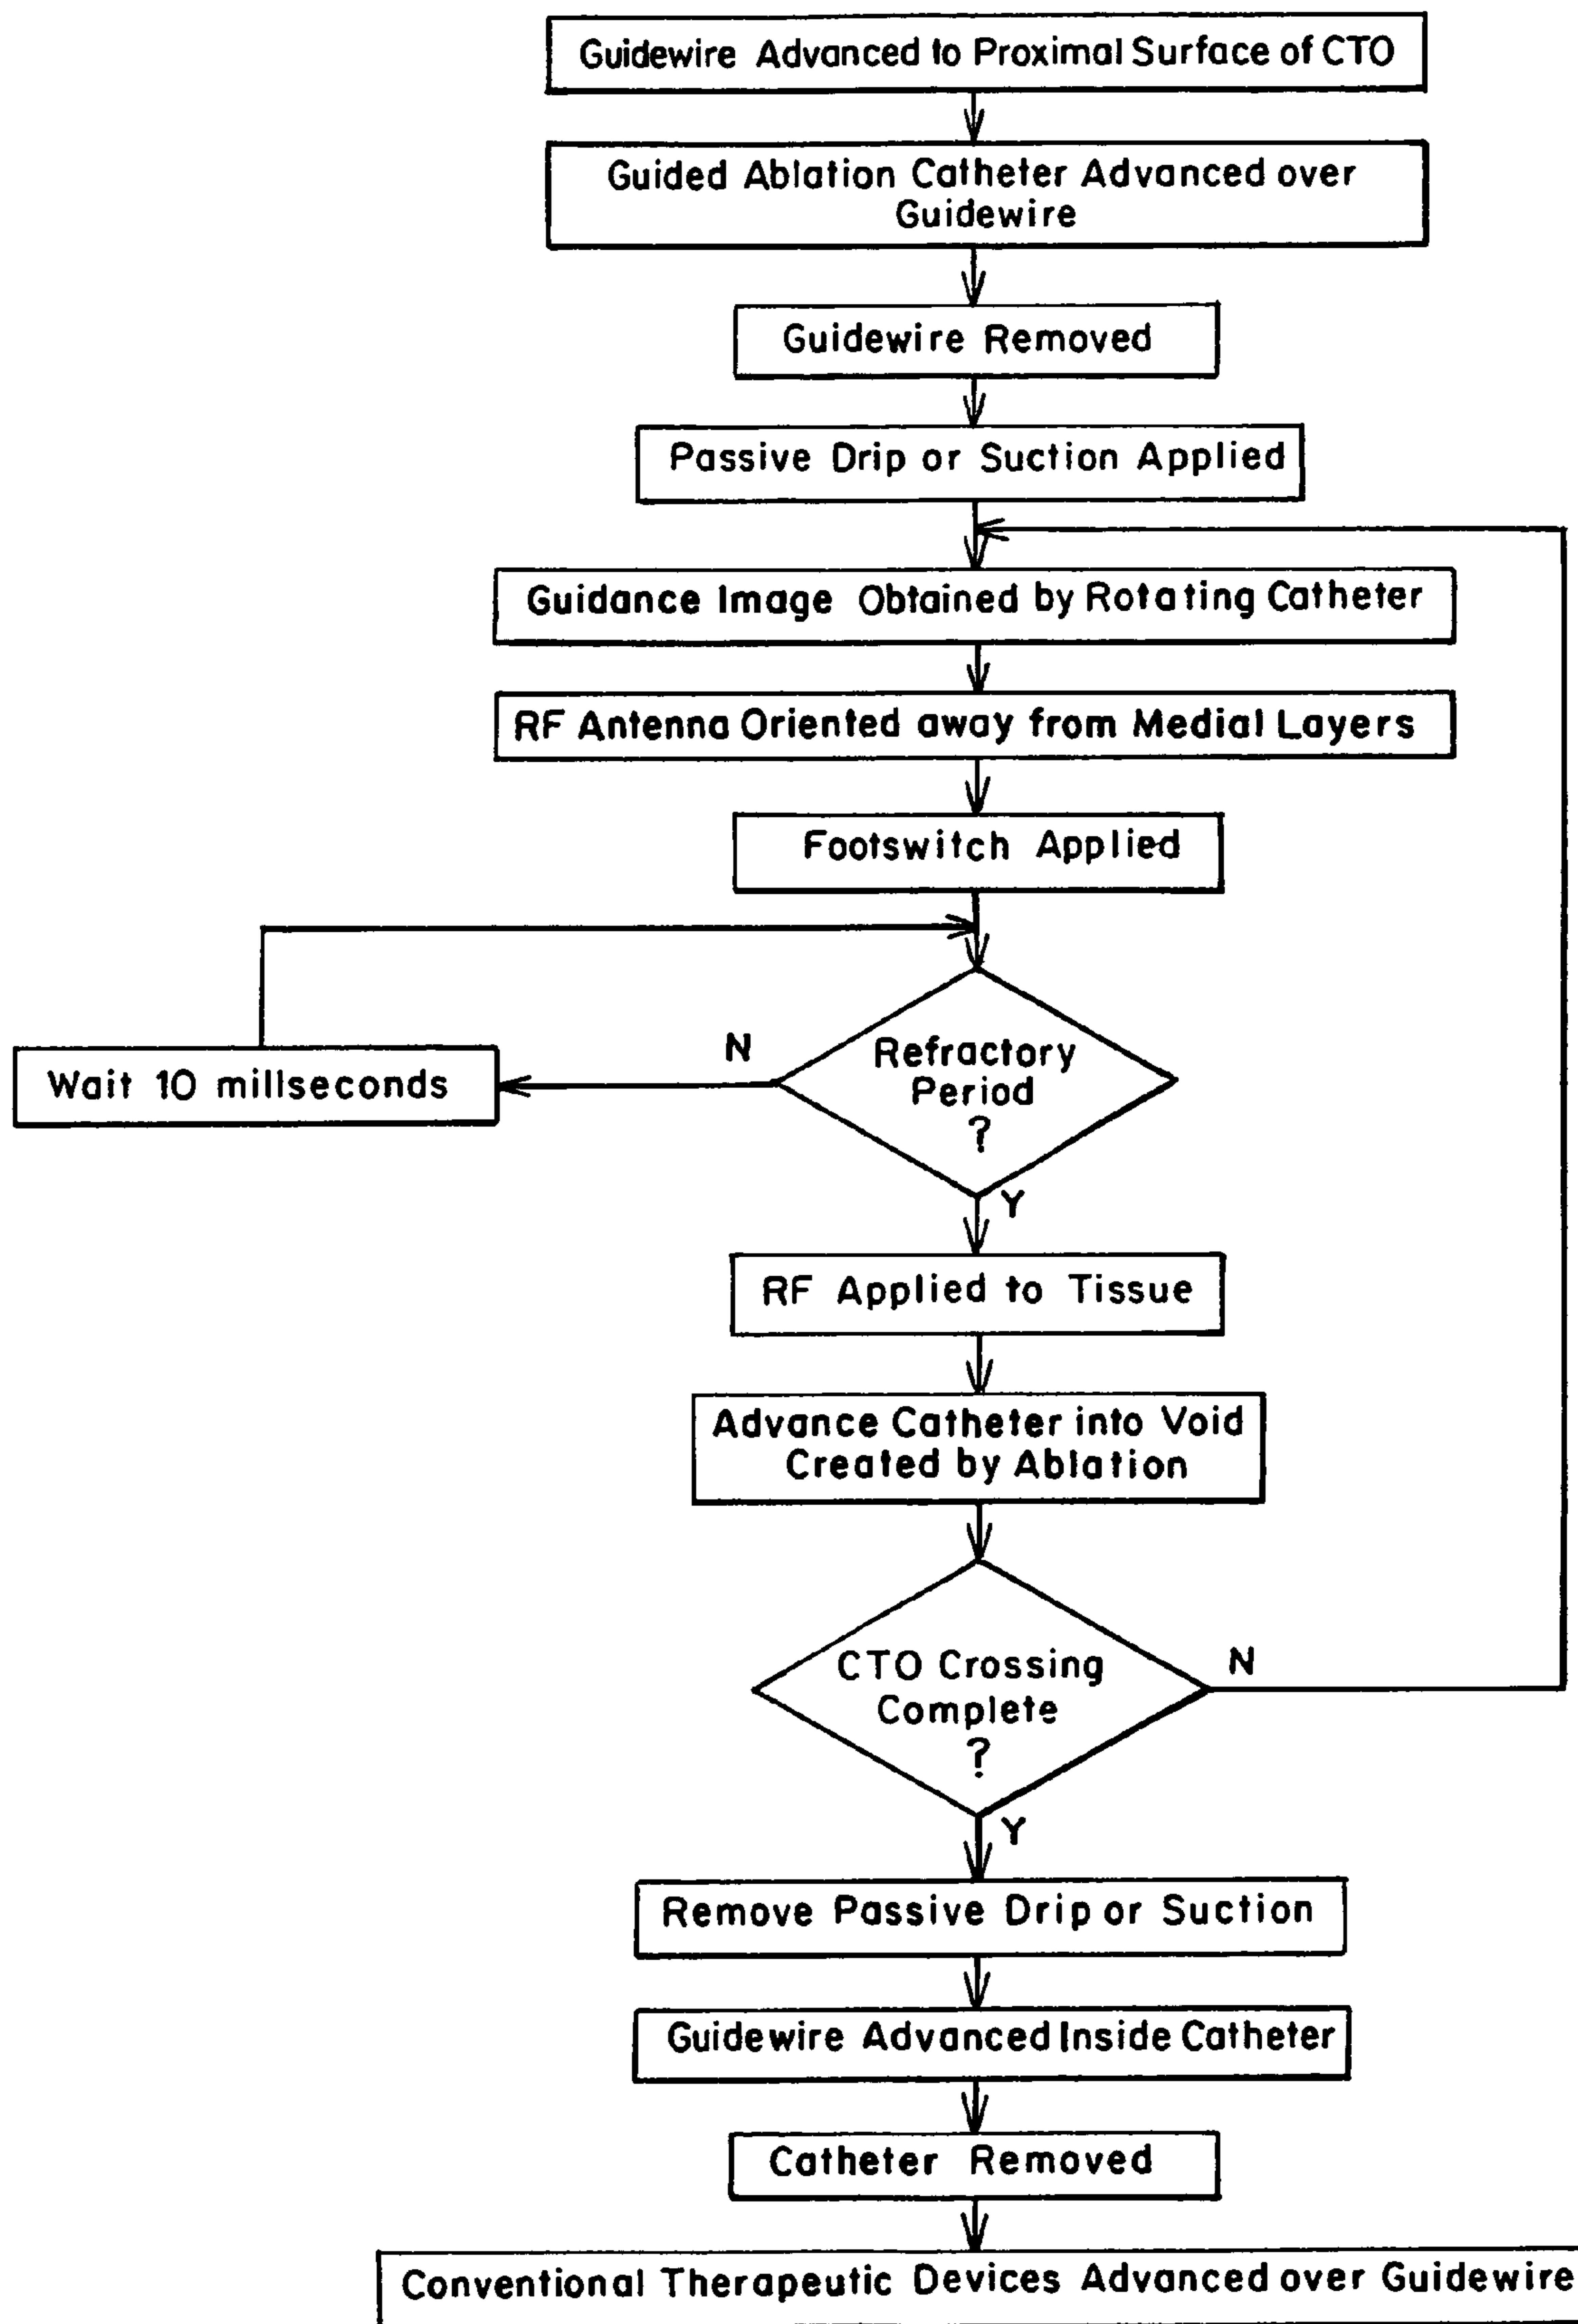 Guidewire Advanced to Proximal Surface of CTO
Guided Ablation Catheter Advanced over
Guidewire
Guidewire Removed
Passive Drip or Suction Applied
Guidance Image Obtained by Rotating Catheter
RF Antenna Oriented away from Medial Layers
Footswitch Applied
N
Refractory
Period
?
Wait 10 millseconds
Y
RF Applied to Tissue
Advance Catheter into Void
Created by Ablation
CTO Crossing
Complete
?
N
Y
Remove Passive Drip or Suction
Guidewire Advanced Inside Catheter
Catheter Removed
Conventional Therapeutic Devices Advanced over Guidewire